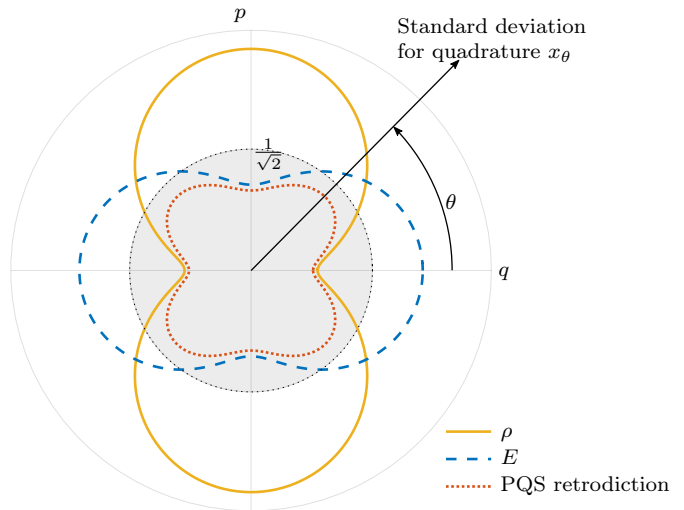 p
Standard deviation
for quadrature x_θ
1/√2
θ
q
ρ
E
PQS retrodiction